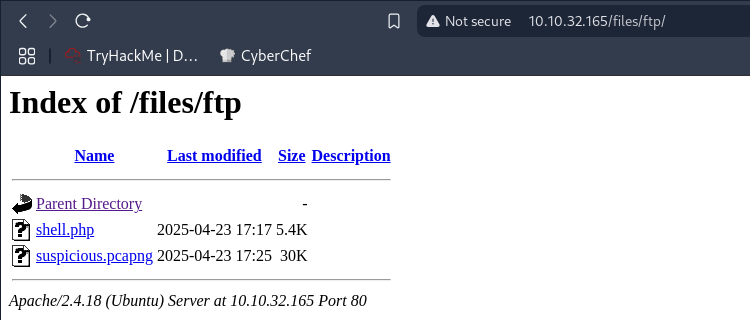 Not secure 10.10.32.165/files/ftp/
TryHackMe | D... CyberChef
Index of /files/ftp
Name Last modified Size Description
Parent Directory -
shell.php 2025-04-23 17:17 5.4K
suspicious.pcapng 2025-04-23 17:25 30K
Apache/2.4.18 (Ubuntu) Server at 10.10.32.165 Port 80